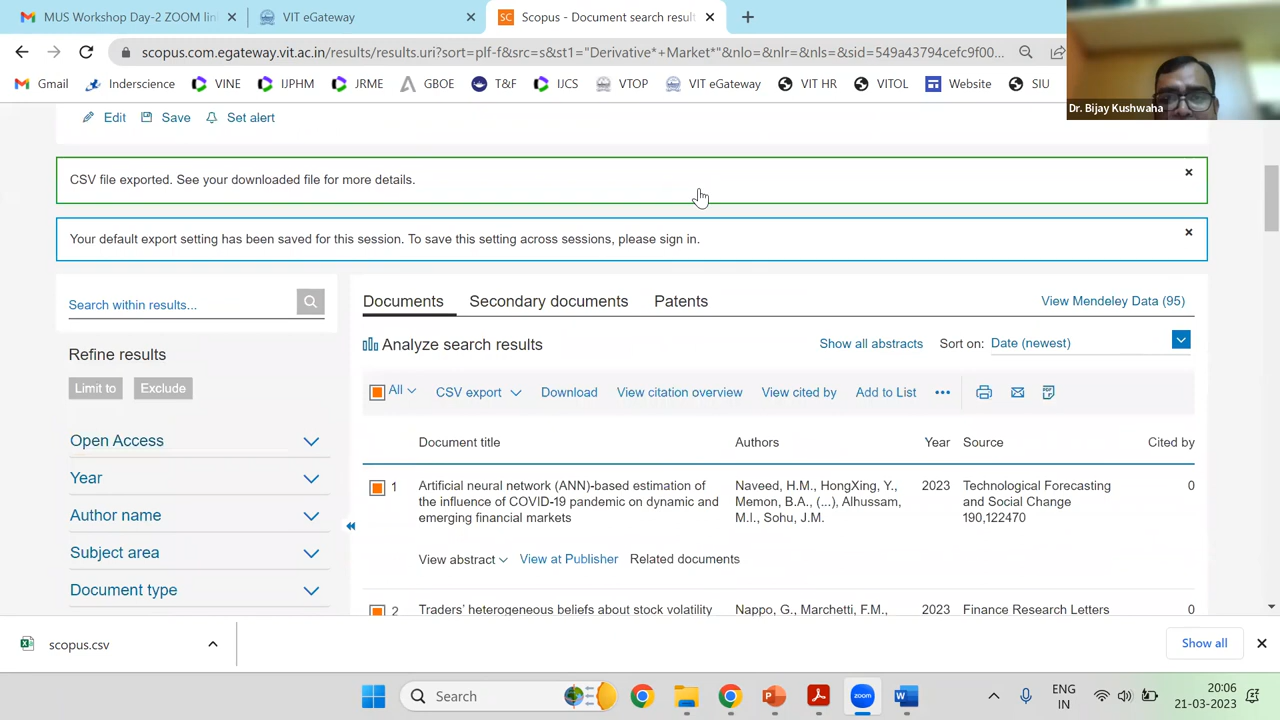 MUS Workshop Day-2 ZOOM lin
VIT eGateway
SC Scopus - Document search result
scopus.com.egateway.vit.ac.in/results/results.uri?sort=plf-f&src=s&st1="Derivative*+Market*"&nlo=&nlr=&nls=&sid=549a43794cefc9f00...
Gmail
Inderscience
VINE
IJPHM
JRME
GBOE
T&F
IJCS
VTOP
VIT eGateway
VIT HR
VITOL
Website
SIU
Dr. Bijay Kushwaha
Edit
Save
Set alert
CSV file exported. See your downloaded file for more details.
Your default export setting has been saved for this session. To save this setting across sessions, please sign in.
Search within results...
Documents
Secondary documents
Patents
View Mendeley Data (95)
Refine results
Analyze search results
Show all abstracts
Sort on:
Date (newest)
Limit to
Exclude
All
CSV export
Download
View citation overview
View cited by
Add to List
Open Access
Year
Author name
Subject area
Document type
Document title
Authors
Year
Source
Cited by
1
Artificial neural network (ANN)-based estimation of the influence of COVID-19 pandemic on dynamic and emerging financial markets
Naveed, H.M., HongXing, Y., Memon, B.A., (...), Alhussam, M.I., Sohu, J.M.
2023
Technological Forecasting and Social Change 190,122470
0
View abstract
View at Publisher
Related documents
2
Traders' heterogeneous beliefs about stock volatility
Nappo, G., Marchetti, F.M.,
2023
Finance Research Letters
0
scopus.csv
Show all
Search
zoom
ENG
IN
20:06
21-03-2023